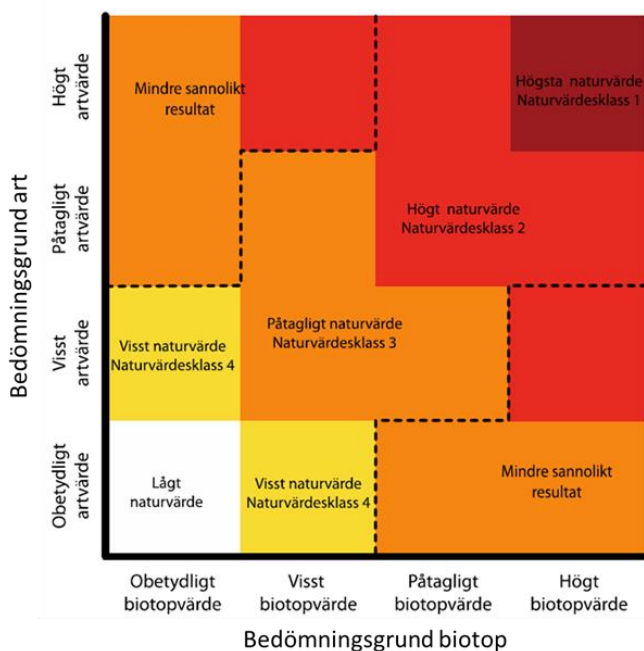 Bedömningsgrund art
Högt
artvärde
Påtagligt
artvärde
Visst
artvärde
Obetydligt
artvärde
Mindre sannolikt
resultat
Högsta naturvärde
Naturvärdesklass 1
Högt naturvärde
Naturvärdesklass 2
Påtagligt naturvärde
Naturvärdesklass 3
Visst naturvärde
Naturvärdesklass 4
Lågt
naturvärde
Visst naturvärde
Naturvärdesklass 4
Mindre sannolikt
resultat
Obetydligt
biotopvärde
Visst
biotopvärde
Påtagligt
biotopvärde
Högt
biotopvärde
Bedömningsgrund biotop